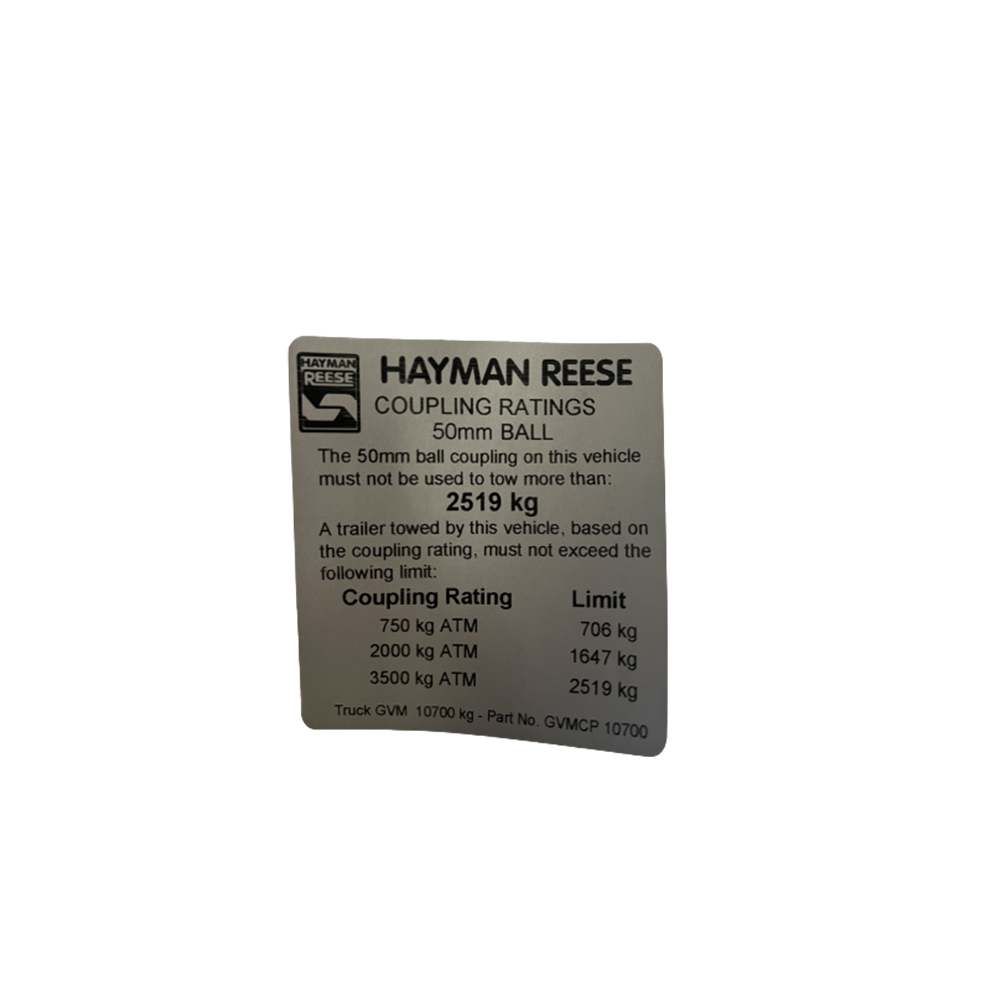 HAYMAN
REESE
HAYMAN REESE
COUPLING RATINGS
50mm BALL
The 50mm ball coupling on this vehicle
must not be used to tow more than:
2519 kg
A trailer towed by this vehicle, based on
the coupling rating, must not exceed the
following limit:
Coupling Rating Limit
750 kg ATM 706 kg
2000 kg ATM 1647 kg
3500 kg ATM 2519 kg
Truck GVM 10700 kg - Part No. GVMCP 10700